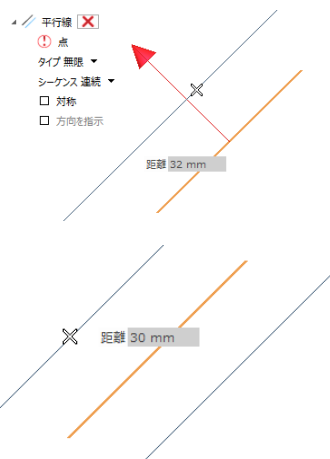 平行線
点
タイプ 無限
シーケンス 連続
対称
方向を指示
距離 32 mm
距離 30 mm